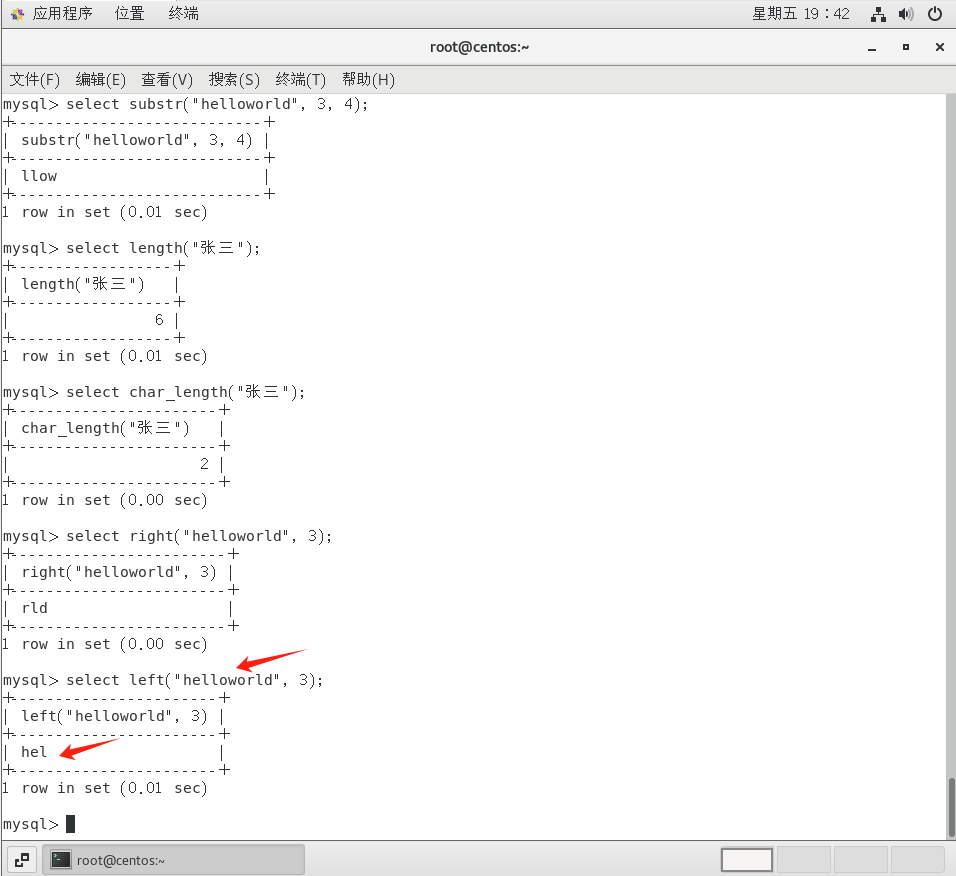 应用程序 位置 终端 星期五 19：42
root@centos:~
文件(F) 编辑(E) 查看(V) 搜索(S) 终端(T) 帮助(H)
mysql> select substr("helloworld", 3, 4);
+----------------------------+
| substr("helloworld", 3, 4) |
+----------------------------+
| llow                       |
+----------------------------+
1 row in set (0.01 sec)
mysql> select length("张三");
+------------------+
| length("张三")   |
+------------------+
|                6 |
+------------------+
1 row in set (0.01 sec)
mysql> select char_length("张三");
+-----------------------+
| char_length("张三")   |
+-----------------------+
|                     2 |
+-----------------------+
1 row in set (0.00 sec)
mysql> select right("helloworld", 3);
+------------------------+
| right("helloworld", 3) |
+------------------------+
| rld                    |
+------------------------+
1 row in set (0.00 sec)
mysql> select left("helloworld", 3);
+-----------------------+
| left("helloworld", 3) |
+-----------------------+
| hel                   |
+-----------------------+
1 row in set (0.01 sec)
mysql>
root@centos:~